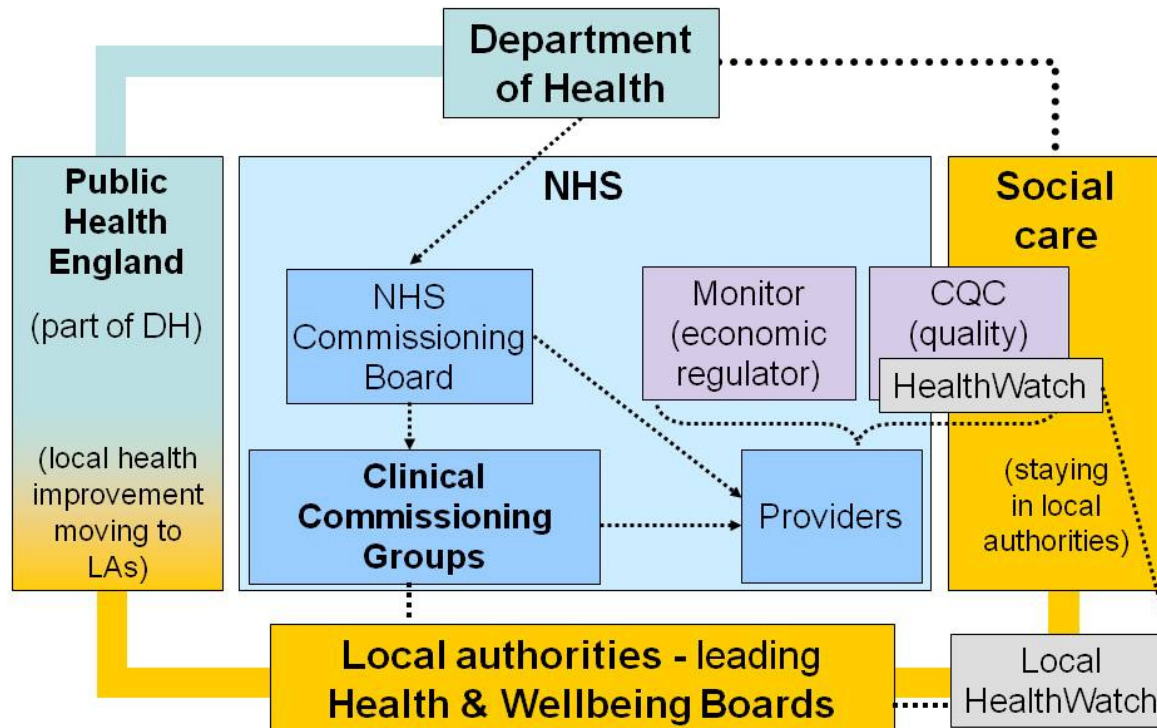 Department
of Health
Public
Health
England
(part of DH)
(local health
improvement
moving to
LAs)
NHS
NHS
Commissioning
Board
Monitor
(economic
regulator)
CQC
(quality)
HealthWatch
Clinical
Commissioning
Groups
Providers
Social
care
(staying
in local
authorities)
Local authorities - leading
Health & Wellbeing Boards
Local
HealthWatch